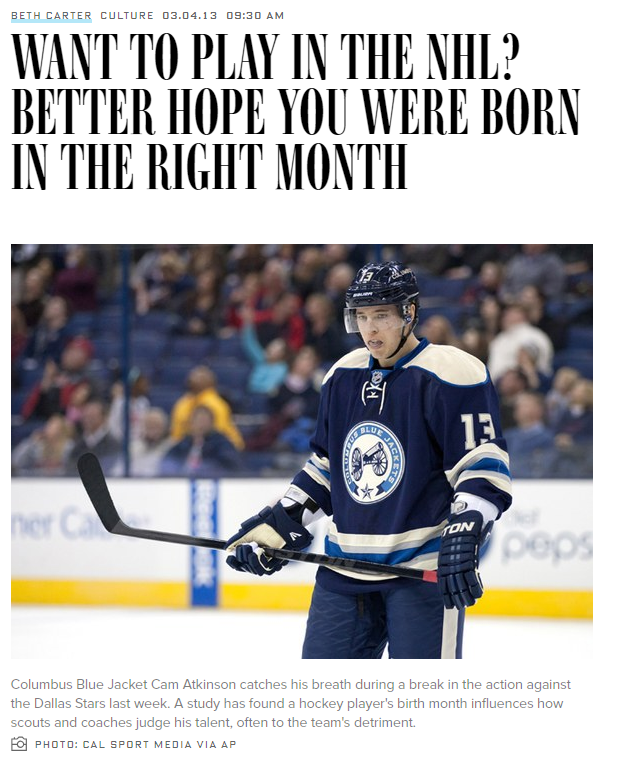 BETH CARTER CULTURE 03.04.13 09:30 AM
WANT TO PLAY IN THE NHL?
BETTER HOPE YOU WERE BORN
IN THE RIGHT MONTH
13
BAUER
13
COLUMBUS BLUE JACKETS
TON
ner Ca
Reebok
peps
Columbus Blue Jacket Cam Atkinson catches his breath during a break in the action against
the Dallas Stars last week. A study has found a hockey player's birth month influences how
scouts and coaches judge his talent, often to the team's detriment.
PHOTO: CAL SPORT MEDIA VIA AP